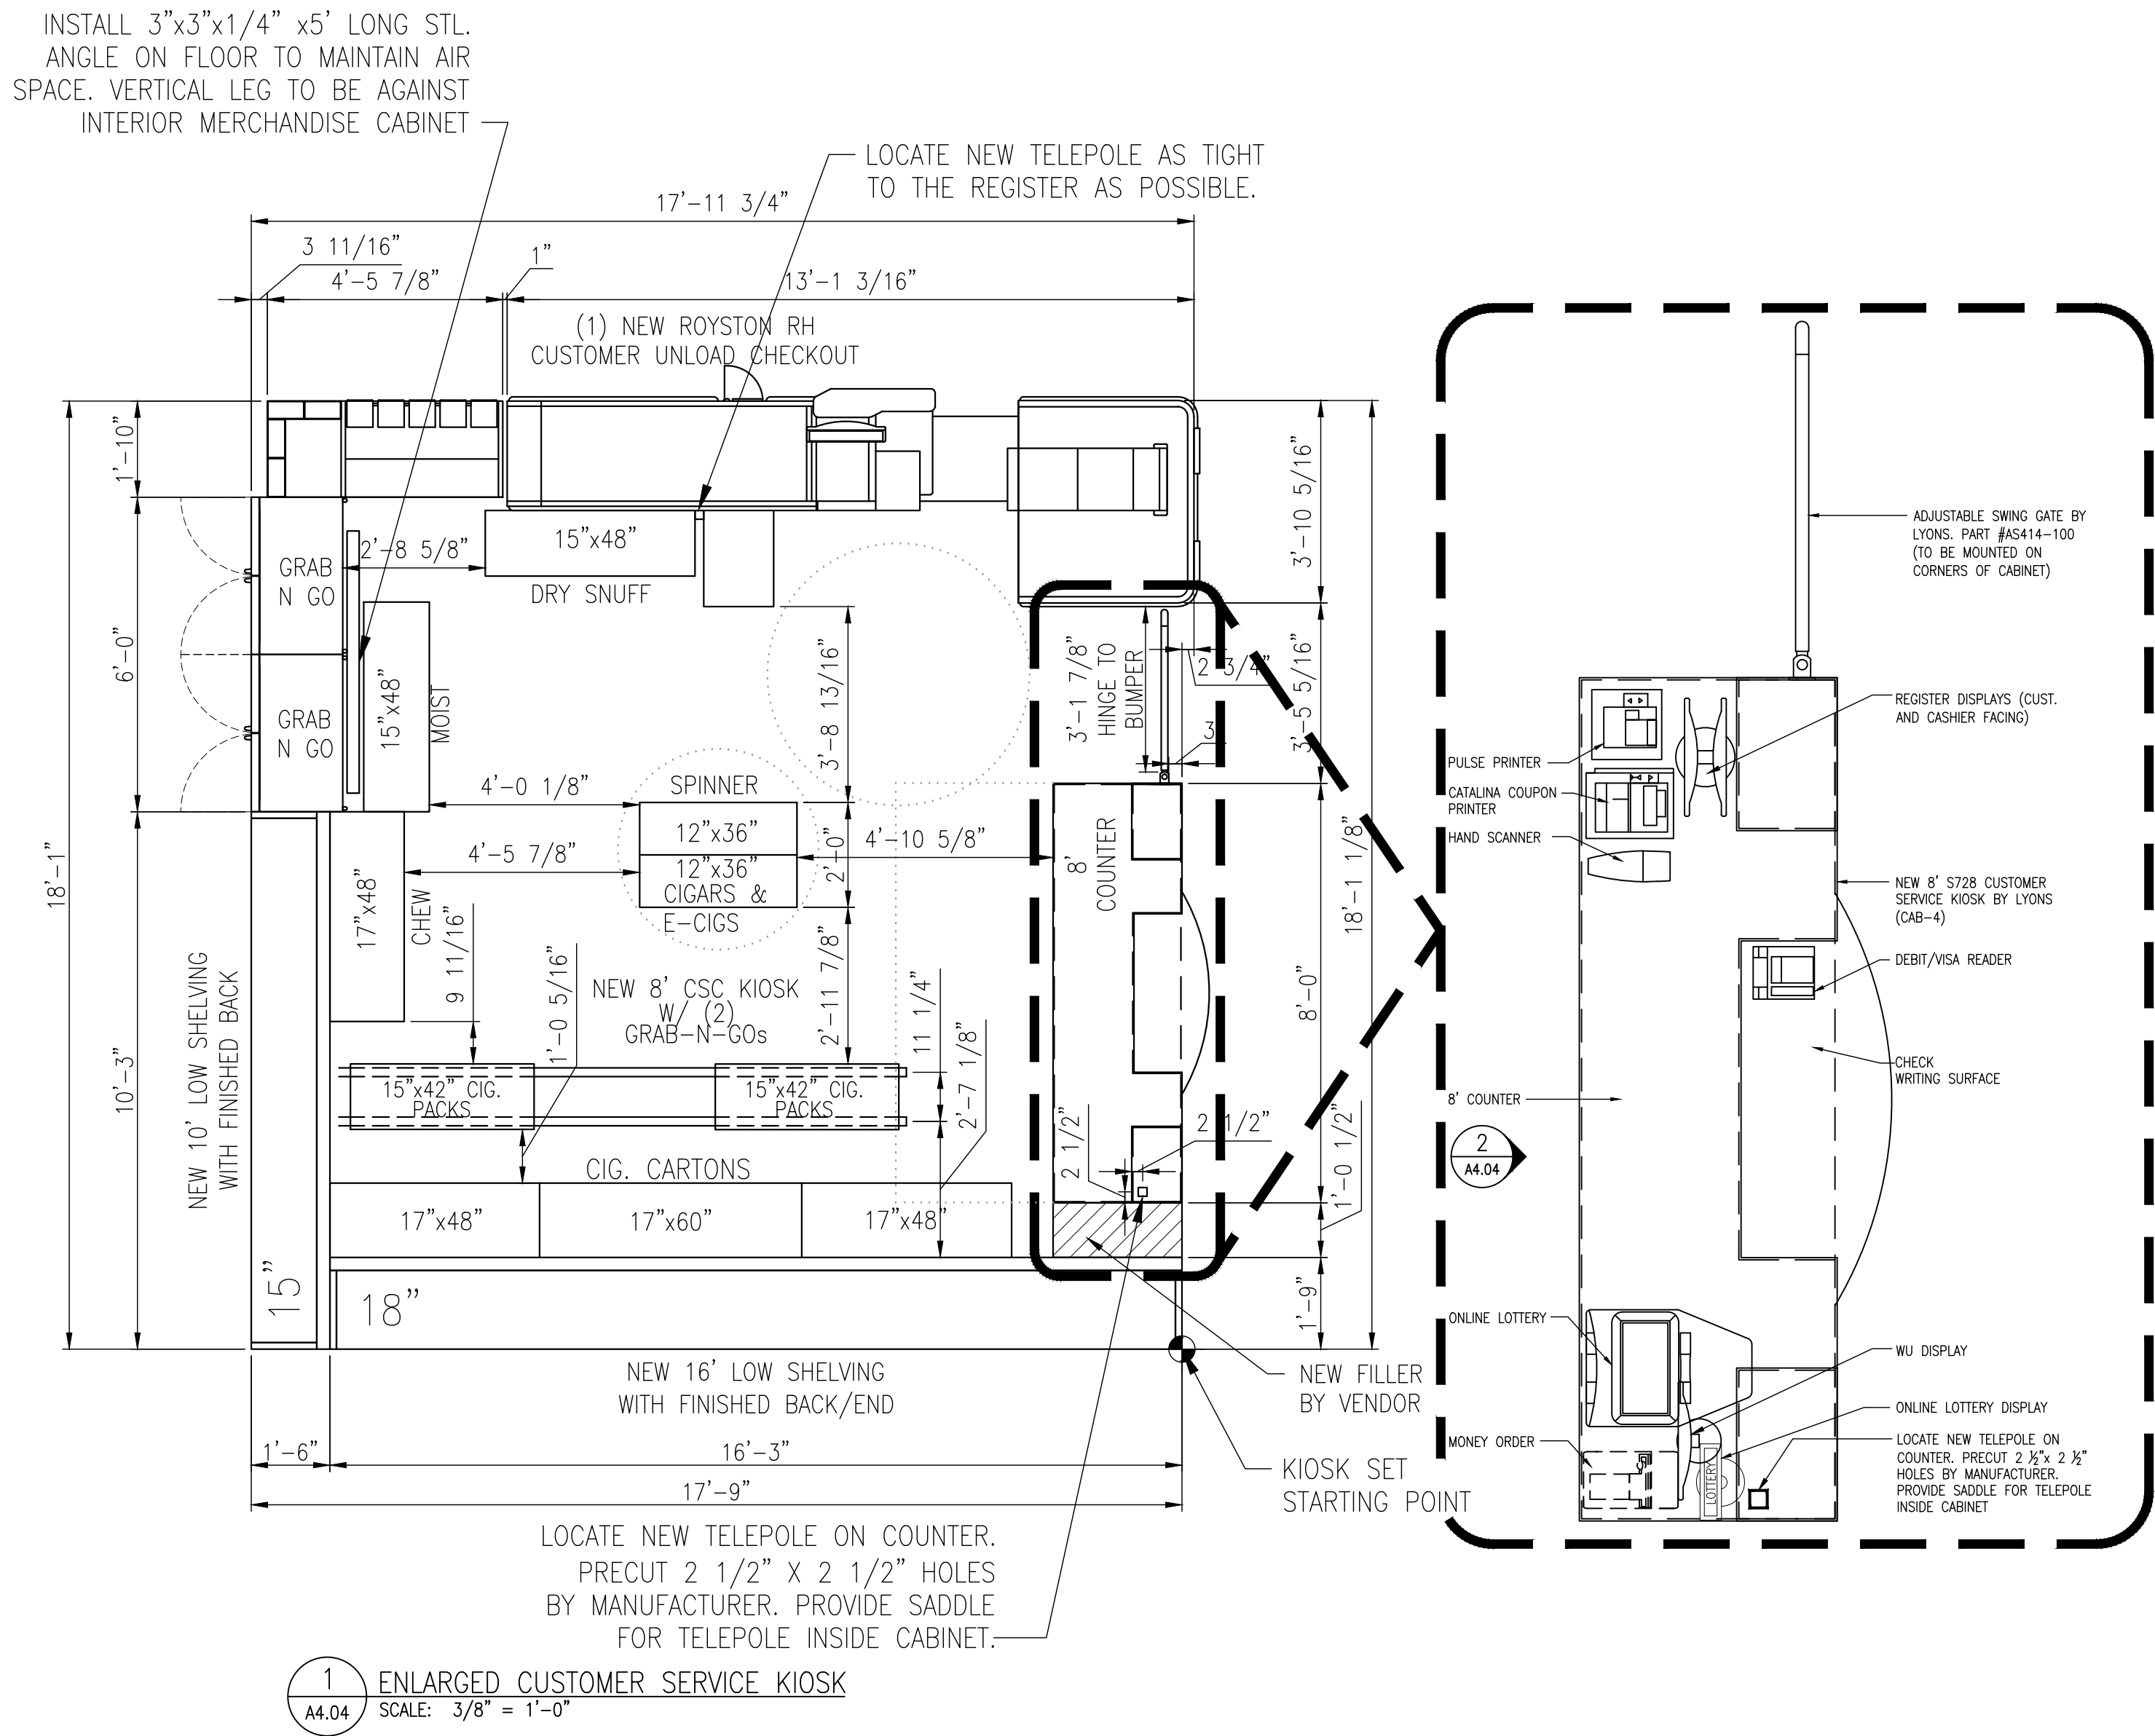 INSTALL 3"x3"x1/4" x5' LONG STL.
ANGLE ON FLOOR TO MAINTAIN AIR
SPACE. VERTICAL LEG TO BE AGAINST
INTERIOR MERCHANDISE CABINET
LOCATE NEW TELEPOLE AS TIGHT
TO THE REGISTER AS POSSIBLE.
17'-11 3/4"
3 11/16"
4'-5 7/8"
1"
13'-1 3/16"
(1) NEW ROYSTON RH
CUSTOMER UNLOAD CHECKOUT
18'-1"
1'-10"
6'-0"
10'-3"
GRAB
N GO
GRAB
N GO
2'-8 5/8"
15"x48"
DRY SNUFF
15"x48"
MOIST
3'-8 13/16"
3'-1 7/8"
HINGE TO
BUMPER
2 3/4"
3
3'-10 5/16"
3'-5 5/16"
18'-1 1/8"
4'-0 1/8"
SPINNER
12"x36"
12"x36"
CIGARS &
E-CIGS
2'-0"
4'-10 5/8"
8'
COUNTER
4'-5 7/8"
17"x48"
CHEW
9 11/16"
1'-0 5/16"
NEW 8' CSC KIOSK
W/ (2)
GRAB-N-GOs
2'-11 7/8"
11 1/4"
2'-7 1/8"
8'-0"
NEW 10' LOW SHELVING
WITH FINISHED BACK
15"x42" CIG.
PACKS
15"x42" CIG.
PACKS
2 1/2"
2 1/2"
1'-0 1/2"
CIG. CARTONS
17"x48"
17"x60"
17"x48"
15"
18"
1'-9"
NEW 16' LOW SHELVING
WITH FINISHED BACK/END
NEW FILLER
BY VENDOR
1'-6"
16'-3"
17'-9"
KIOSK SET
STARTING POINT
LOCATE NEW TELEPOLE ON COUNTER.
PRECUT 2 1/2" X 2 1/2" HOLES
BY MANUFACTURER. PROVIDE SADDLE
FOR TELEPOLE INSIDE CABINET.
1
A4.04
ENLARGED CUSTOMER SERVICE KIOSK
SCALE: 3/8" = 1'-0"
ADJUSTABLE SWING GATE BY
LYONS. PART #AS414-100
(TO BE MOUNTED ON
CORNERS OF CABINET)
REGISTER DISPLAYS (CUST.
AND CASHIER FACING)
PULSE PRINTER
CATALINA COUPON
PRINTER
HAND SCANNER
NEW 8' S728 CUSTOMER
SERVICE KIOSK BY LYONS
(CAB-4)
DEBIT/VISA READER
CHECK
WRITING SURFACE
8' COUNTER
2
A4.04
ONLINE LOTTERY
WU DISPLAY
ONLINE LOTTERY DISPLAY
MONEY ORDER
LOTTERY
LOCATE NEW TELEPOLE ON
COUNTER. PRECUT 2 ½"x 2 ½"
HOLES BY MANUFACTURER.
PROVIDE SADDLE FOR TELEPOLE
INSIDE CABINET